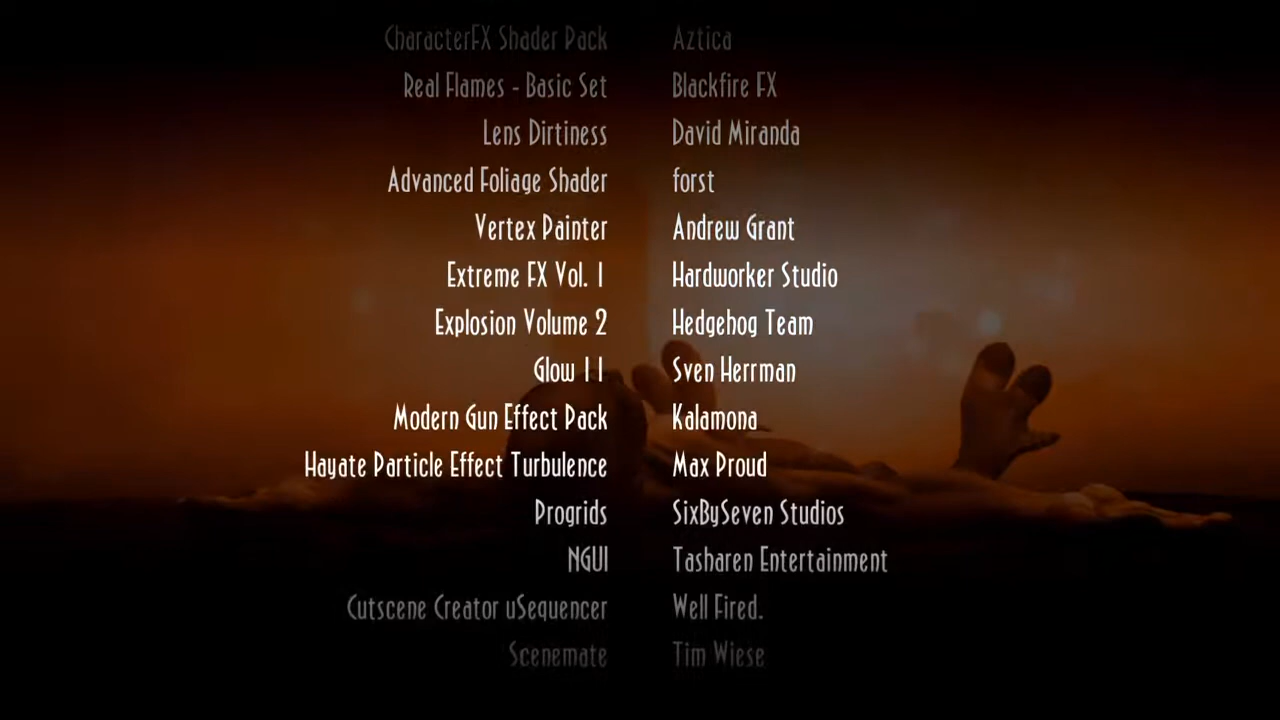 CharacterFX Shader Pack Aztica
Real Flames - Basic Set Blackfire FX
Lens Dirtiness David Miranda
Advanced Foliage Shader forst
Vertex Painter Andrew Grant
Extreme FX Vol. 1 Hardworker Studio
Explosion Volume 2 Hedgehog Team
Glow 11 Sven Herrman
Modern Gun Effect Pack Kalamona
Hayate Particle Effect Turbulence Max Proud
Progrids SixBySeven Studios
NGUI Tasharen Entertainment
Cutscene Creator uSequencer Well Fired.
Scenemate Tim Wiese